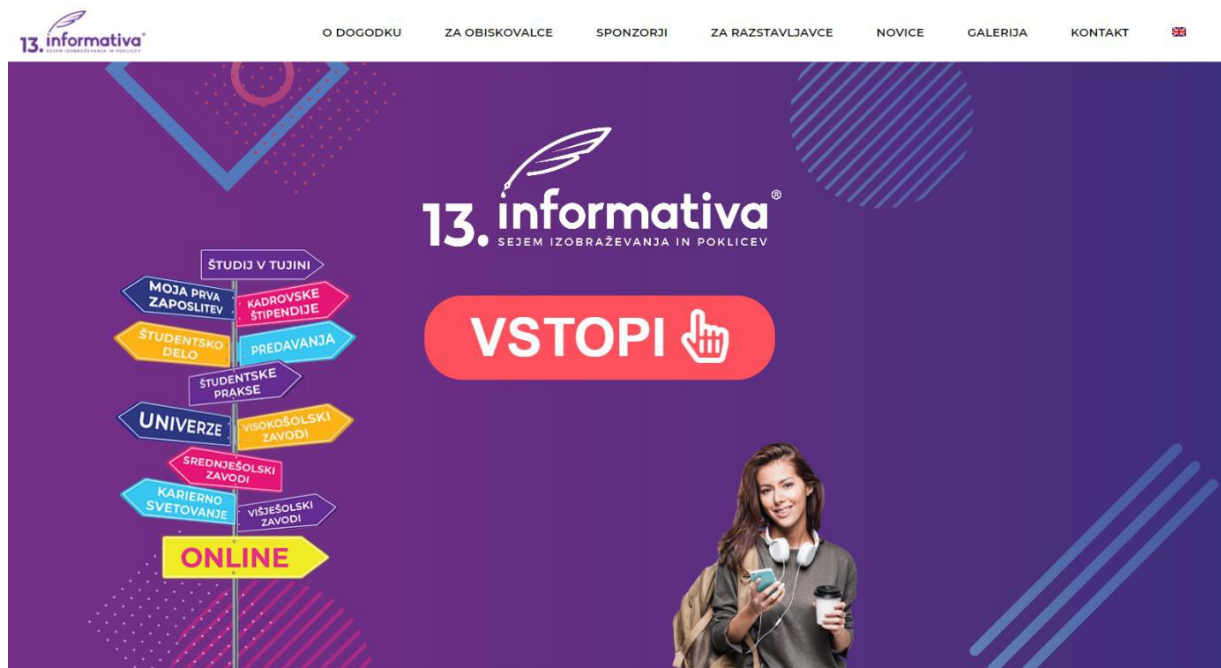 13. informativa®
SEJEM IZOBRAŽEVANJA IN POKLICEV
O DOGODKU
ZA OBISKOVALCE
SPONZORJI
ZA RAZSTAVLJAVCE
NOVICE
GALERIJA
KONTAKT
13. informativa®
SEJEM IZOBRAŽEVANJA IN POKLICEV
VSTOPI
ŠTUDIJ V TUJINI
MOJA PRVA
ZAPOSLITEV
KADROVSKE
ŠTIPENDIJE
ŠTUDENTSKO
DELO
PREDAVANJA
ŠTUDENTSKE
PRAKSE
UNIVERZE
VISOKOŠOLSKI
ZAVODI
SREDNJEŠOLSKI
ZAVODI
KARIERNO
SVETOVANJE
VIŠJEŠOLSKI
ZAVODI
ONLINE